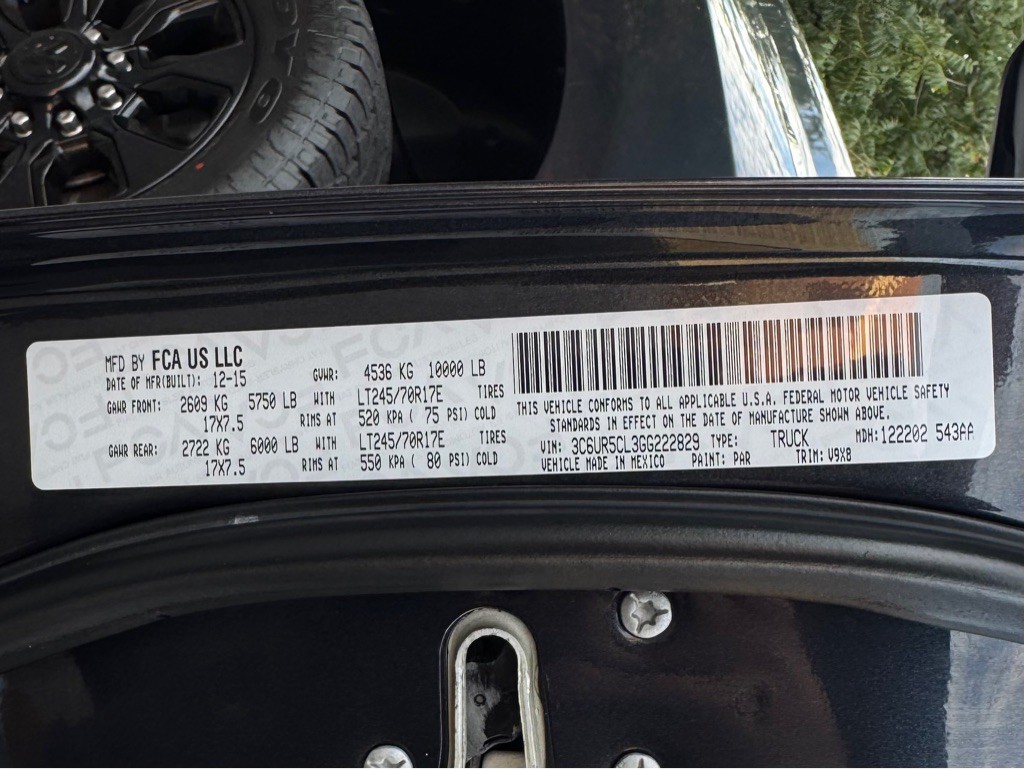 MFD BY FCA US LLC
DATE OF MFR(BUILT): 12-15 GVWR: 4536 KG 10000 LB
GAWR FRONT: 2609 KG 5750 LB WITH LT245/70R17E TIRES
17X7.5 RIMS AT 520 KPA ( 75 PSI) COLD
GAWR REAR: 2722 KG 6000 LB WITH LT245/70R17E TIRES
17X7.5 RIMS AT 550 KPA ( 80 PSI) COLD
THIS VEHICLE CONFORMS TO ALL APPLICABLE U.S.A. FEDERAL MOTOR VEHICLE SAFETY
STANDARDS IN EFFECT ON THE DATE OF MANUFACTURE SHOWN ABOVE.
VIN: 3C6UR5CL3GG222829 TYPE: TRUCK MDH:122202 543AA
VEHICLE MADE IN MEXICO PAINT: PAR TRIM: V9X8